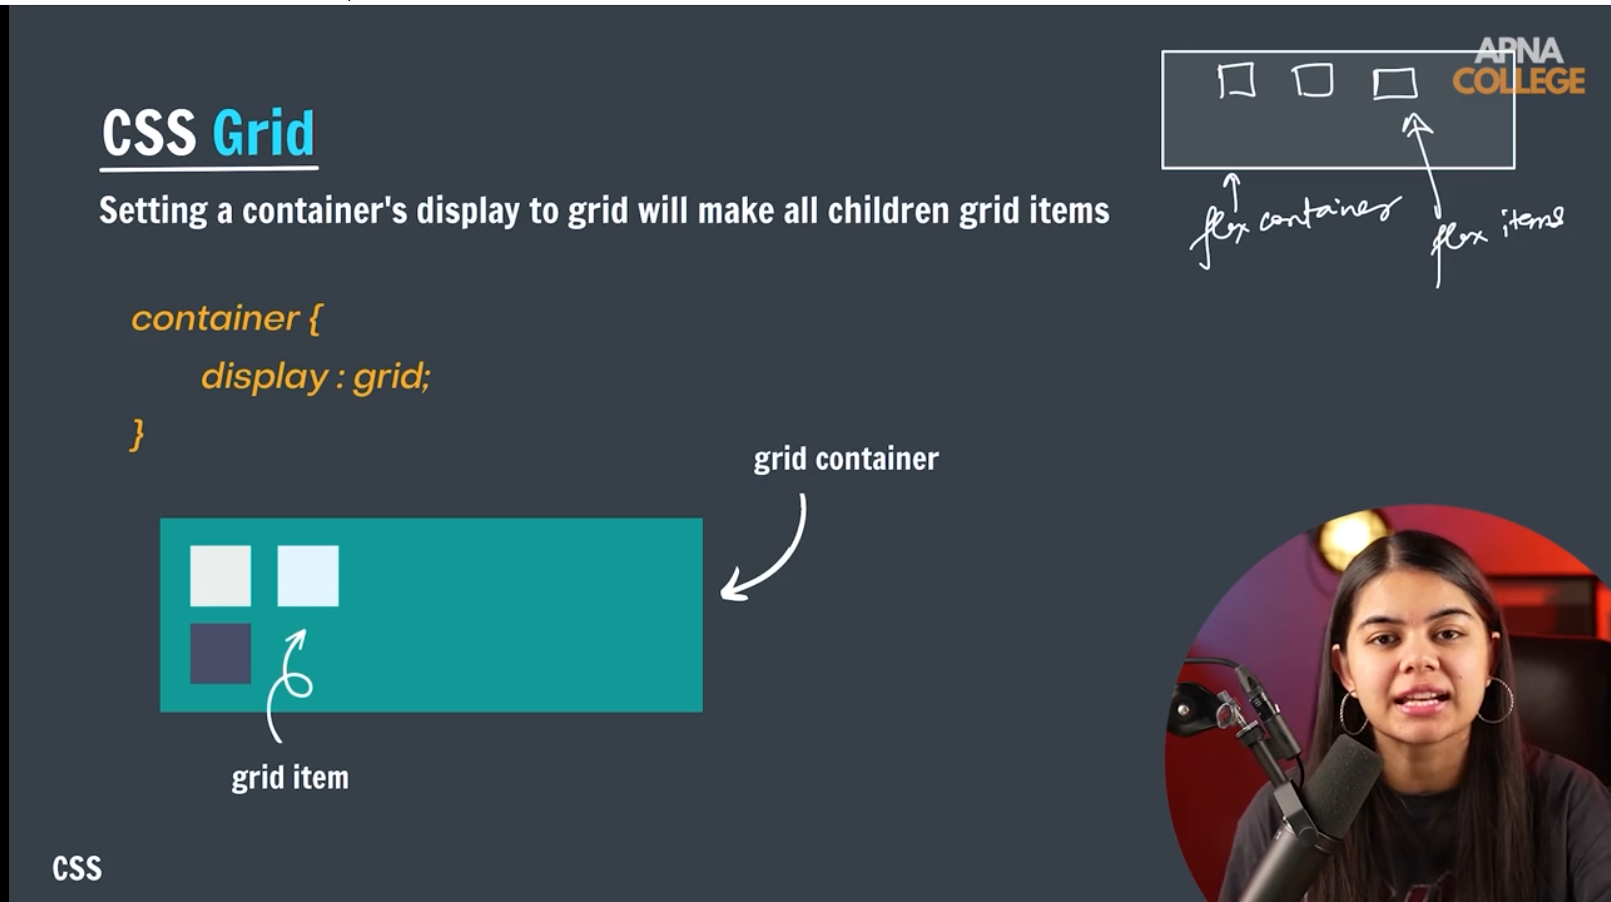 APNA
COLLEGE
CSS Grid
Setting a container's display to grid will make all children grid items
flex container
flex items
container {
display : grid;
}
grid container
grid item
CSS